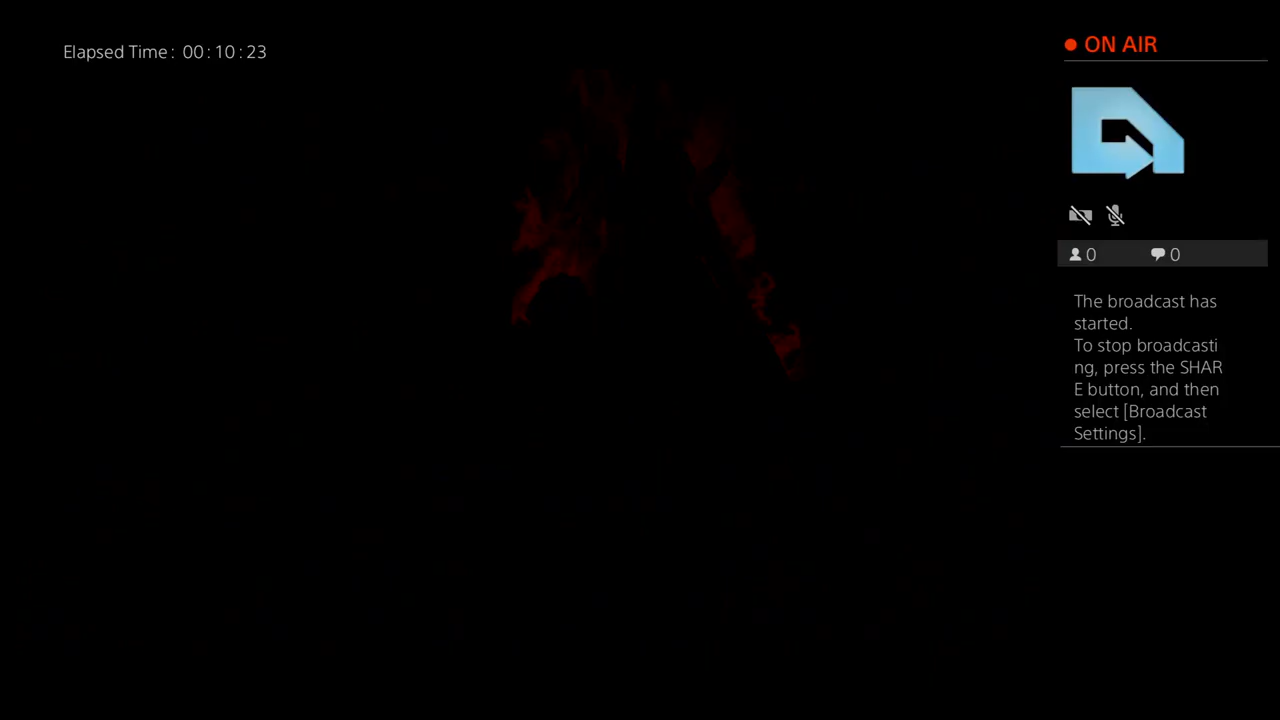 Elapsed Time: 00:10:23
ON AIR
0 0
The broadcast has
started.
To stop broadcasti
ng, press the SHAR
E button, and then
select [Broadcast
Settings].